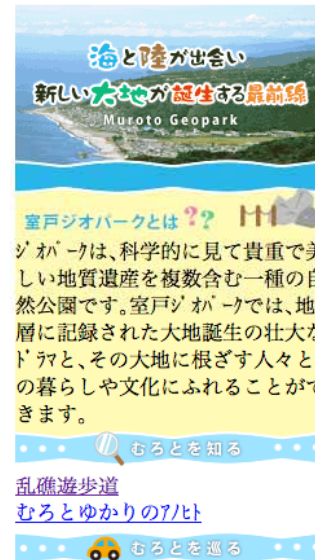 海と陸が出会い
新しい大地が誕生する最前線
Muroto Geopark
室戸ジオパークとは??
ｼﾞｵﾊﾟｰｸは、科学的に見て貴重で美
しい地質遺産を複数含む一種の自
然公園です。室戸ｼﾞｵﾊﾟｰｸでは、地
層に記録された大地誕生の壮大な
ﾄﾞﾗﾏと、その大地に根ざす人々と
の暮らしや文化にふれることがで
きます。
むろとを知る
乱礁遊歩道
むろとゆかりのｱﾉﾋﾄ
むろとを巡る